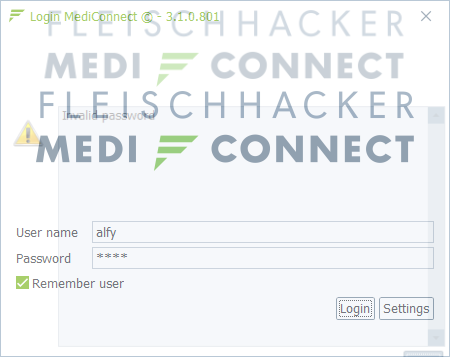 Login MediConnect © - 3.1.0.801
FLEISCHHACKER
MEDI CONNECT
FLEISCHHACKER
Invalid password
MEDI CONNECT
User name alfy
Password ****
Remember user
Login Settings